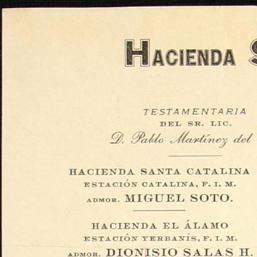 HACIENDA
TESTAMENTARIA
DEL SR. LIC.
D. Pablo Martínez del
HACIENDA SANTA CATALINA
ESTACIÓN CATALINA, F. I. M.
ADMOR. MIGUEL SOTO.
HACIENDA EL ÁLAMO
ESTACIÓN YERBANÍS, F. I. M.
ADMOR. DIONISIO SALAS H.